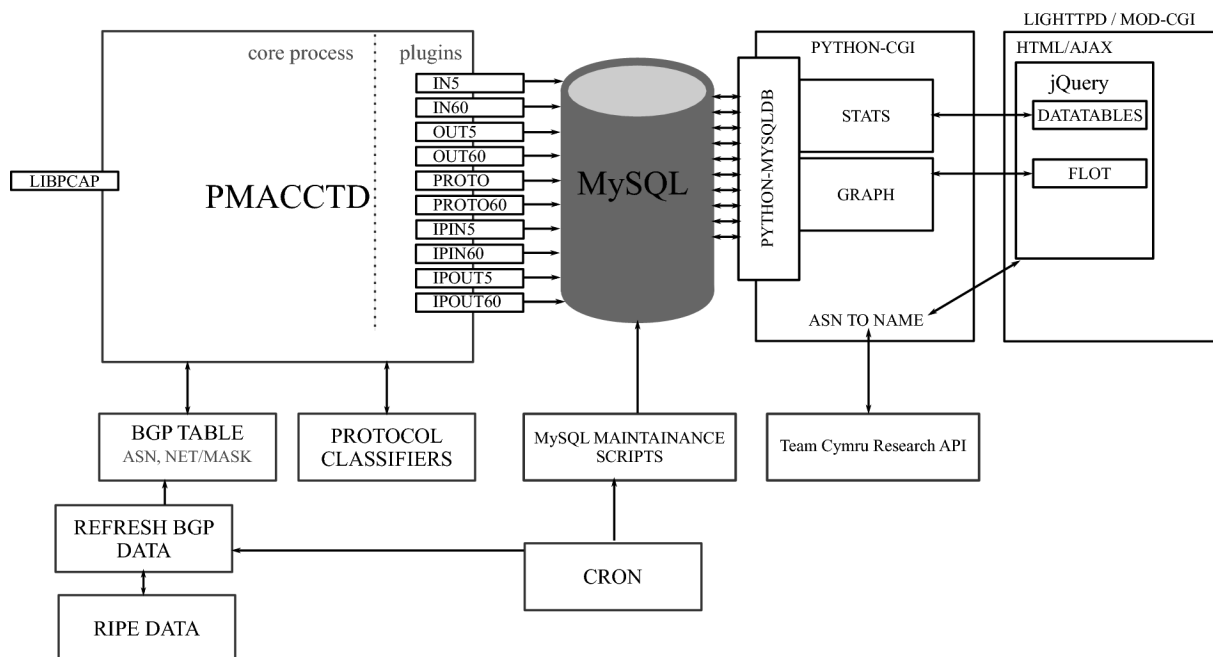 LIGHTTPD / MOD-CGI
core process
plugins
PYTHON-CGI
HTML/AJAX
IN5
IN60
OUT5
OUT60
PROTO
PROTO60
IPIN5
IPIN60
IPOUT5
IPOUT60
LIBPCAP
PMACCTD
MySQL
PYTHON-MYSQLDB
STATS
GRAPH
jQuery
DATATABLES
FLOT
ASN TO NAME
BGP TABLE
ASN, NET/MASK
PROTOCOL
CLASSIFIERS
MySQL MAINTAINANCE
SCRIPTS
Team Cymru Research API
REFRESH BGP
DATA
CRON
RIPE DATA